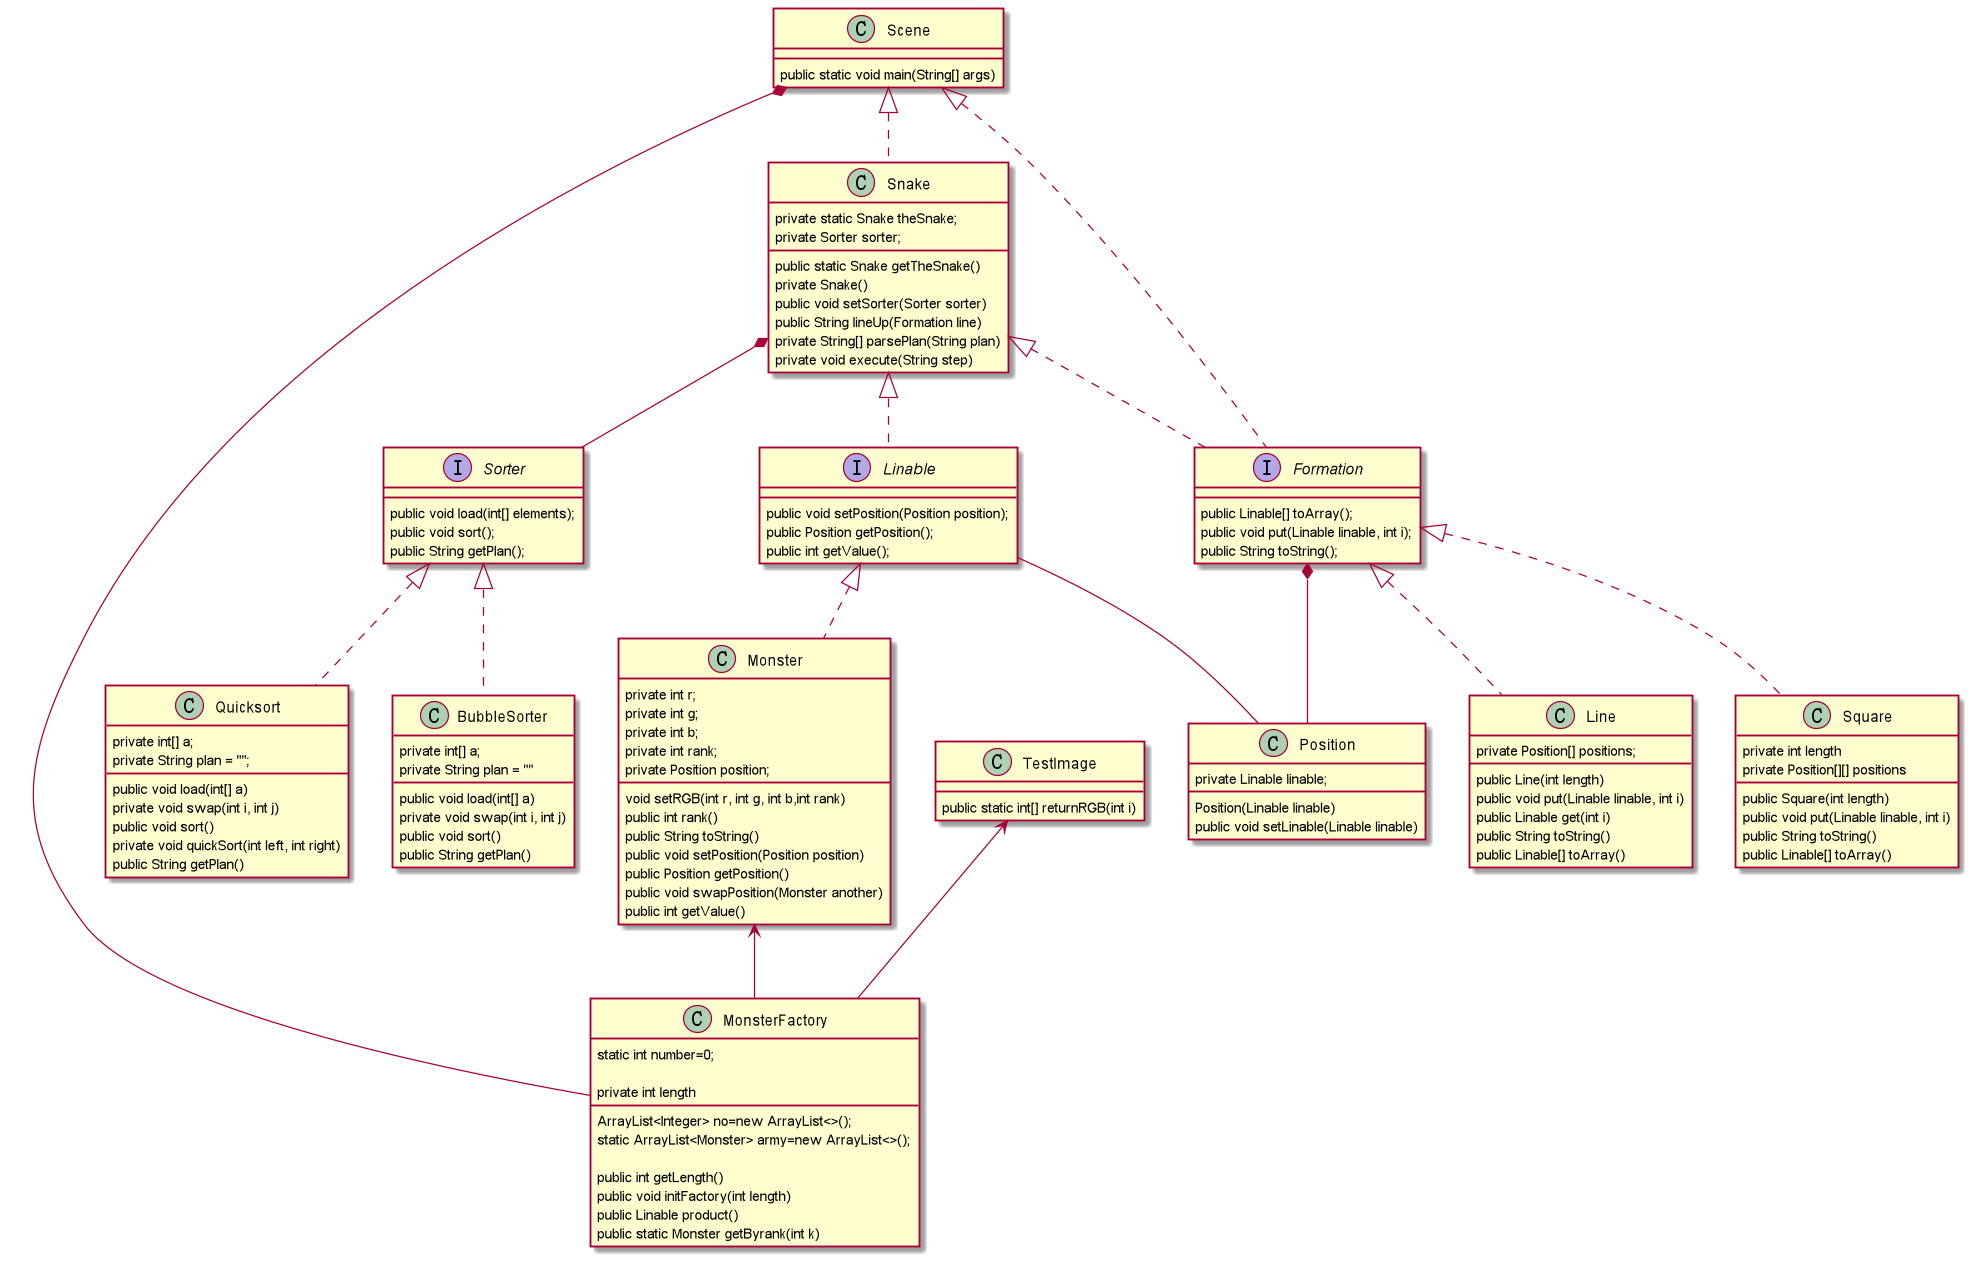 C Scene
public static void main(String[] args)
C Snake
private static Snake theSnake;
private Sorter sorter;
public static Snake getTheSnake()
private Snake()
public void setSorter(Sorter sorter)
public String lineUp(Formation line)
private String[] parsePlan(String plan)
private void execute(String step)
I Sorter
public void load(int[] elements);
public void sort();
public String getPlan();
I Linable
public void setPosition(Position position);
public Position getPosition();
public int getValue();
I Formation
public Linable[] toArray();
public void put(Linable linable, int i);
public String toString();
C Quicksort
private int[] a;
private String plan = "";
public void load(int[] a)
private void swap(int i, int j)
public void sort()
private void quickSort(int left, int right)
public String getPlan()
C BubbleSorter
private int[] a;
private String plan = ""
public void load(int[] a)
private void swap(int i, int j)
public void sort()
public String getPlan()
C Monster
private int r;
private int g;
private int b;
private int rank;
private Position position;
void setRGB(int r, int g, int b,int rank)
public int rank()
public String toString()
public void setPosition(Position position)
public Position getPosition()
public void swapPosition(Monster another)
public int getValue()
C TestImage
public static int[] returnRGB(int i)
C Position
private Linable linable;
Position(Linable linable)
public void setLinable(Linable linable)
C Line
private Position[] positions;
public Line(int length)
public void put(Linable linable, int i)
public Linable get(int i)
public String toString()
public Linable[] toArray()
C Square
private int length
private Position[][] positions
public Square(int length)
public void put(Linable linable, int i)
public String toString()
public Linable[] toArray()
C MonsterFactory
static int number=0;
private int length
ArrayList<Integer> no=new ArrayList<>();
static ArrayList<Monster> army=new ArrayList<>();
public int getLength()
public void initFactory(int length)
public Linable product()
public static Monster getByrank(int k)